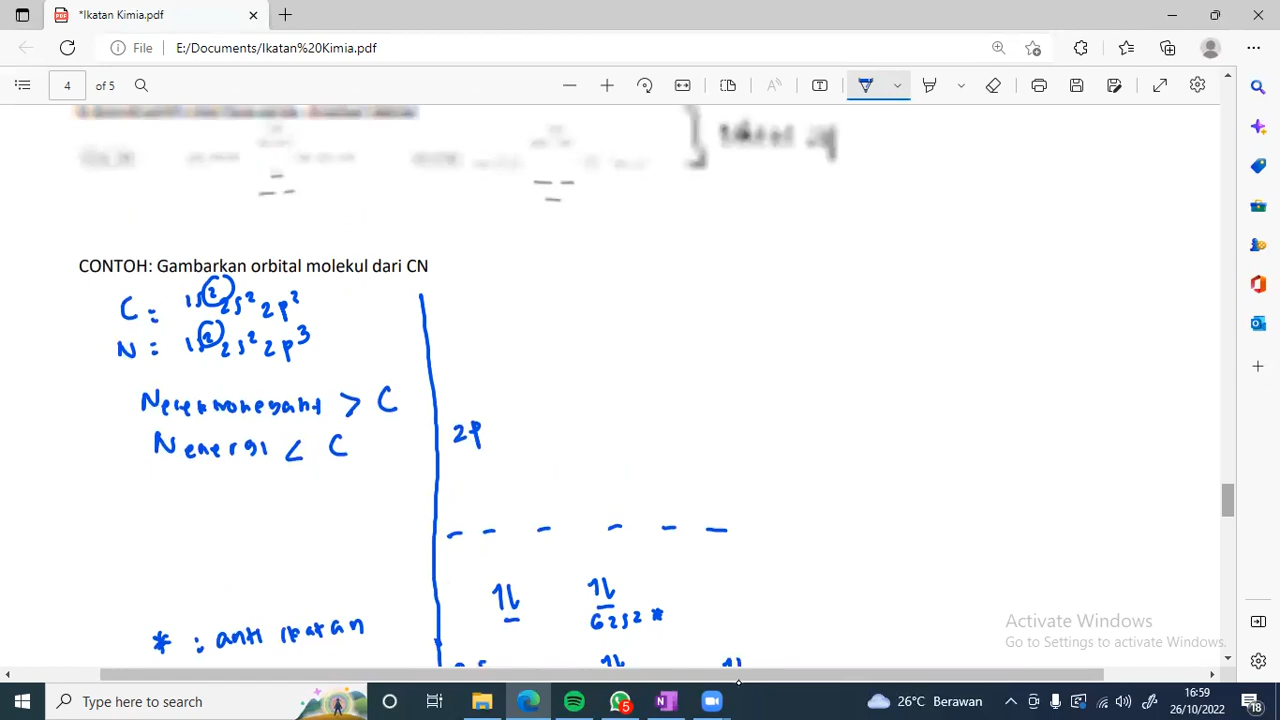 *Ikatan Kimia.pdf
File E:/Documents/Ikatan%20Kimia.pdf
4 of 5
CONTOH: Gambarkan orbital molekul dari CN
C = 1s² 2s² 2p²
N = 1s² 2s² 2p³
N > C
N energi < C
2p
σ2s2 *
* : anti ikatan
Activate Windows
Go to Settings to activate Windows.
Type here to search
5
26°C Berawan
16:59
26/10/2022
18